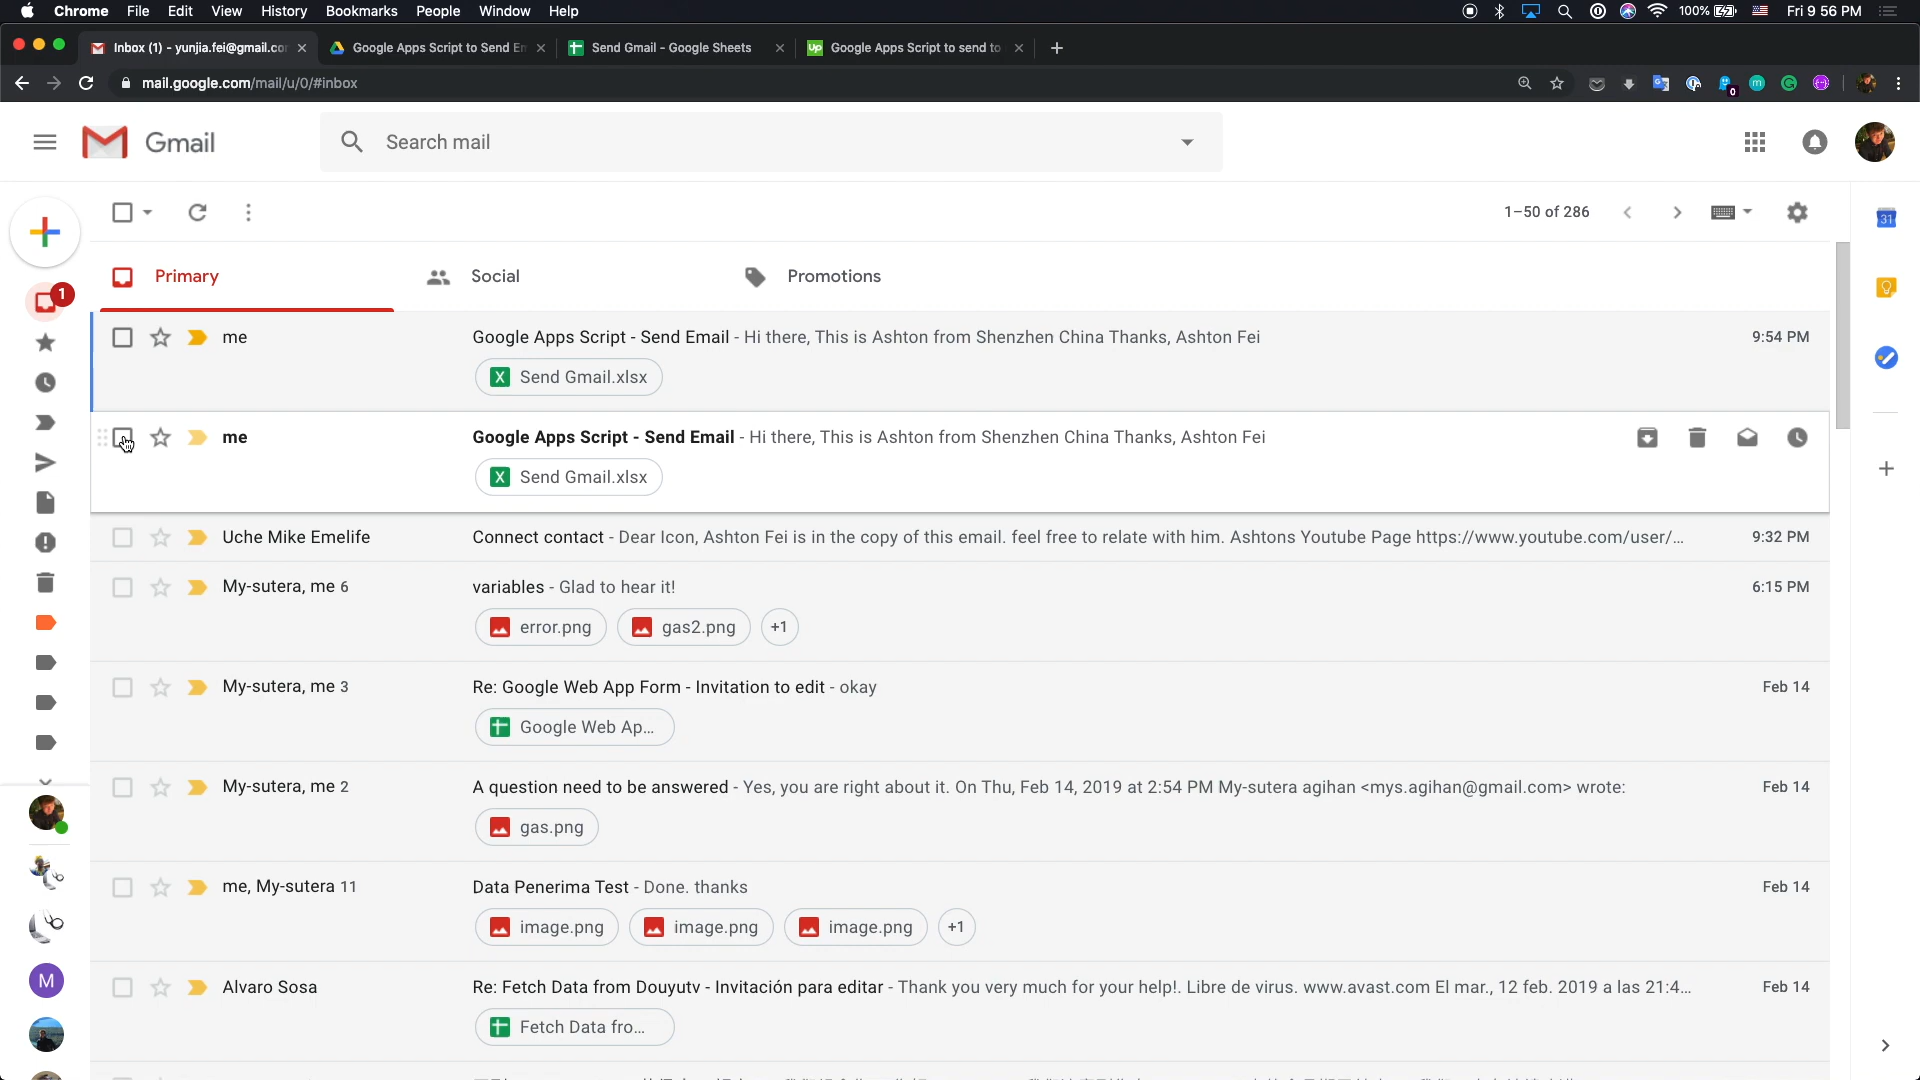 Chrome File Edit View History Bookmarks People Window Help 100% Fri 9 56 PM
Inbox (1) - yunjia.fei@gmail.co Google Apps Script to Send Em Send Gmail - Google Sheets Up Google Apps Script to send to
mail.google.com/mail/u/0/#inbox 0 m
Gmail Search mail
1–50 of 286 31
Primary Social Promotions
1
me Google Apps Script - Send Email - Hi there, This is Ashton from Shenzhen China Thanks, Ashton Fei 9:54 PM
X Send Gmail.xlsx
me Google Apps Script - Send Email - Hi there, This is Ashton from Shenzhen China Thanks, Ashton Fei
X Send Gmail.xlsx
Uche Mike Emelife Connect contact - Dear Icon, Ashton Fei is in the copy of this email. feel free to relate with him. Ashtons Youtube Page https://www.youtube.com/user/... 9:32 PM
My-sutera, me 6 variables - Glad to hear it! 6:15 PM
error.png gas2.png +1
My-sutera, me 3 Re: Google Web App Form - Invitation to edit - okay Feb 14
Google Web Ap...
My-sutera, me 2 A question need to be answered - Yes, you are right about it. On Thu, Feb 14, 2019 at 2:54 PM My-sutera agihan <mys.agihan@gmail.com> wrote: Feb 14
gas.png
me, My-sutera 11 Data Penerima Test - Done. thanks Feb 14
image.png image.png image.png +1
M
Alvaro Sosa Re: Fetch Data from Douyutv - Invitación para editar - Thank you very much for your help!. Libre de virus. www.avast.com El mar., 12 feb. 2019 a las 21:4... Feb 14
Fetch Data fro...